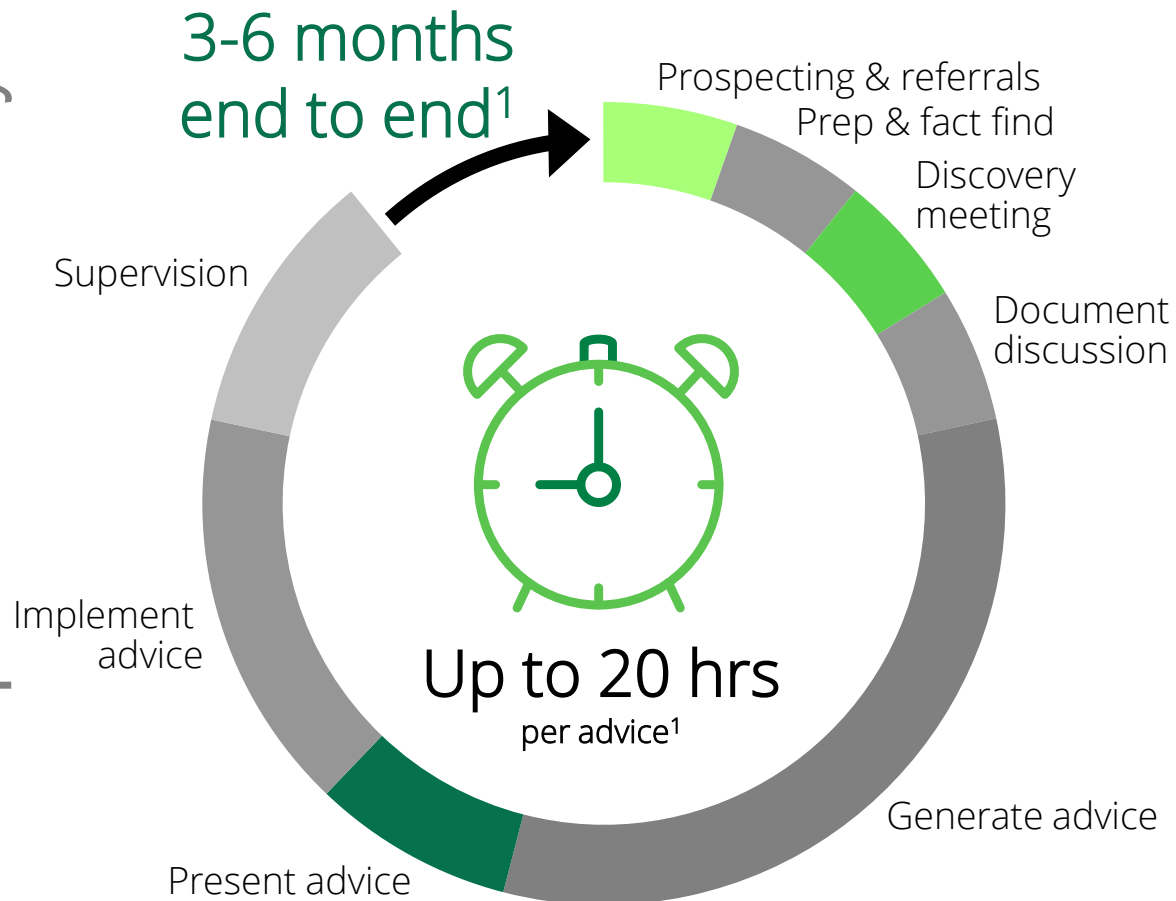 3-6 months
end to end¹
Prospecting & referrals
Prep & fact find
Discovery
meeting
Document
discussion
Generate advice
Present advice
Implement
advice
Supervision
Up to 20 hrs
per advice¹